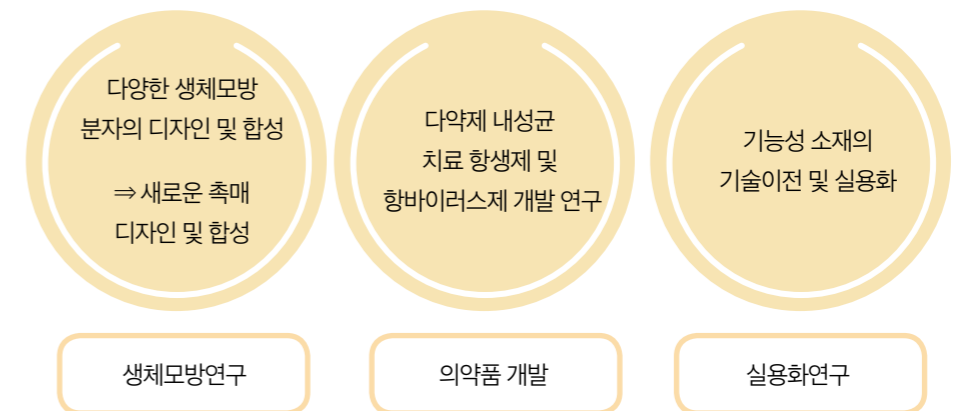 다양한 생체모방
분자의 디자인 및 합성
⇒ 새로운 촉매
디자인 및 합성
다약제 내성균
치료 항생제 및
항바이러스제 개발 연구
기능성 소재의
기술이전 및 실용화
생체모방연구
의약품 개발
실용화연구